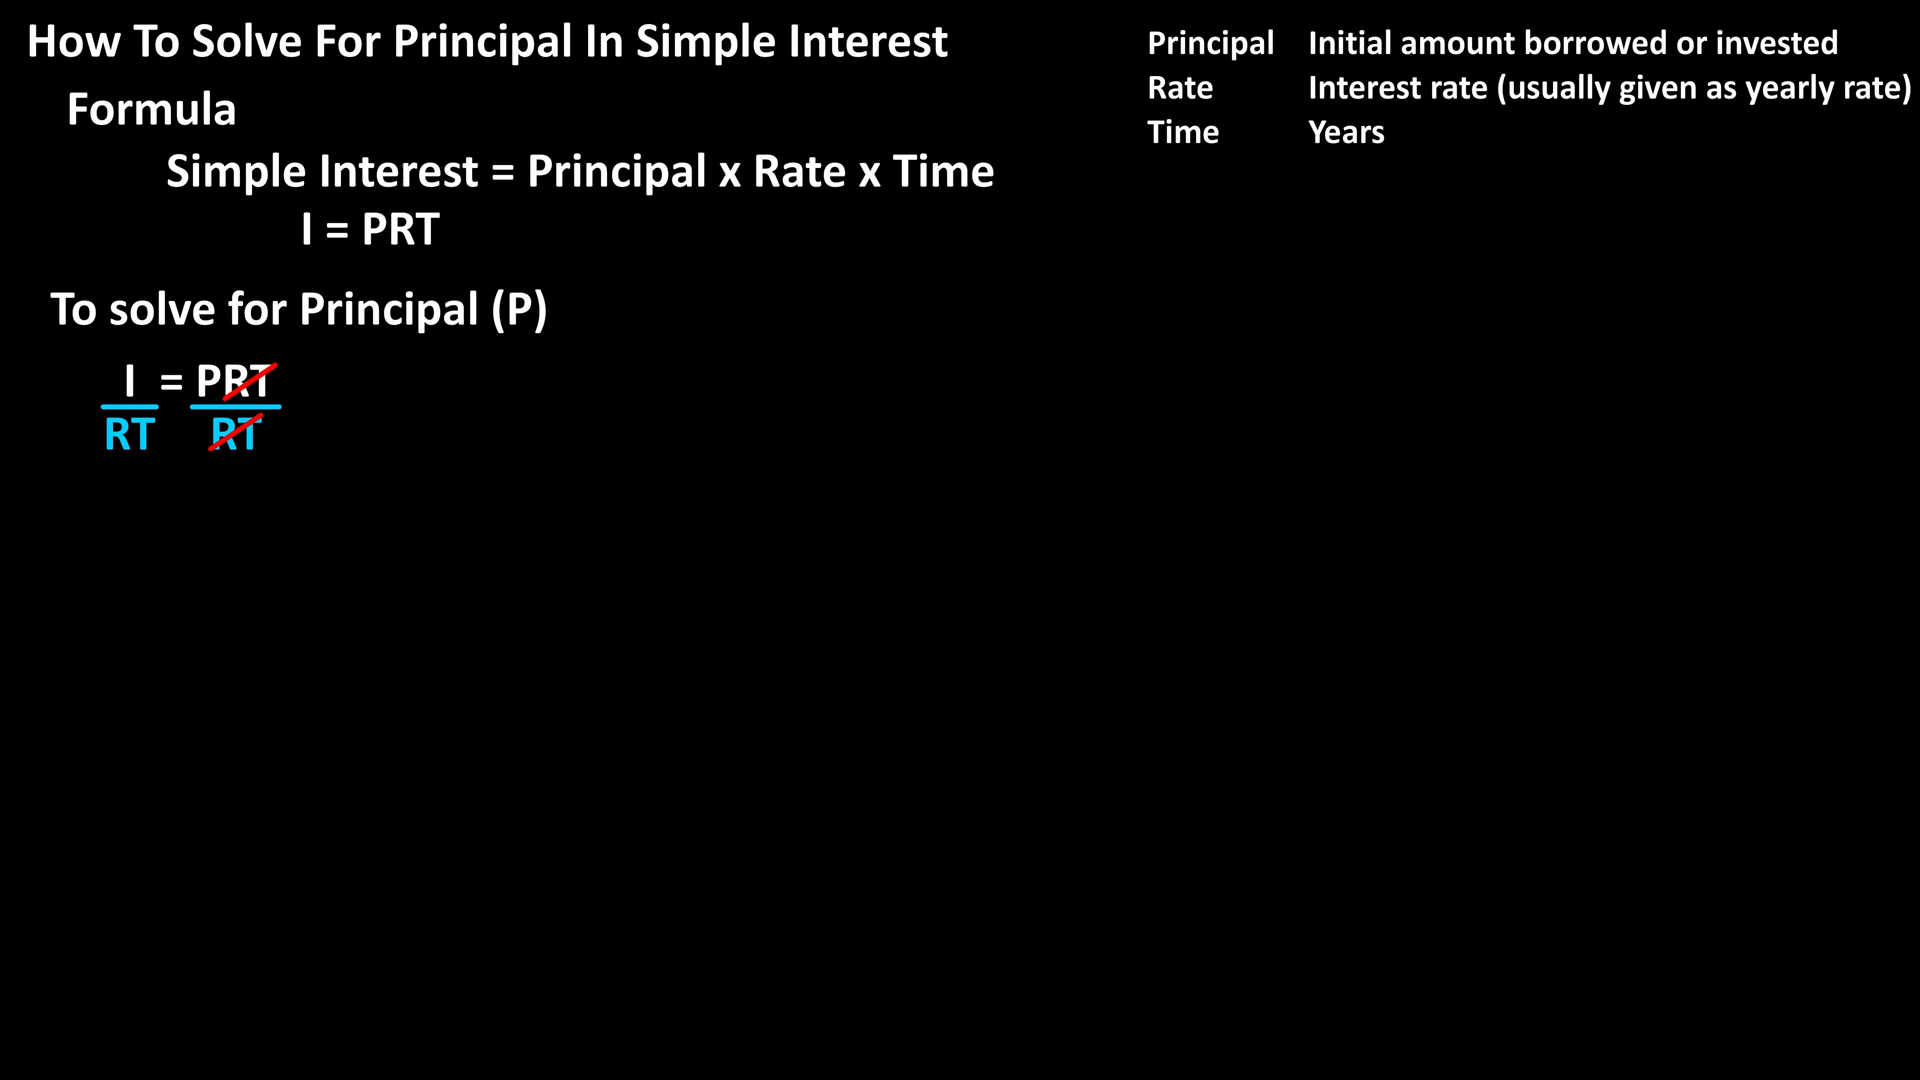 How To Solve For Principal In Simple Interest
Formula
Simple Interest = Principal x Rate x Time
I = PRT
To solve for Principal (P)
I = PRT
RT RT
Principal Initial amount borrowed or invested
Rate Interest rate (usually given as yearly rate)
Time Years